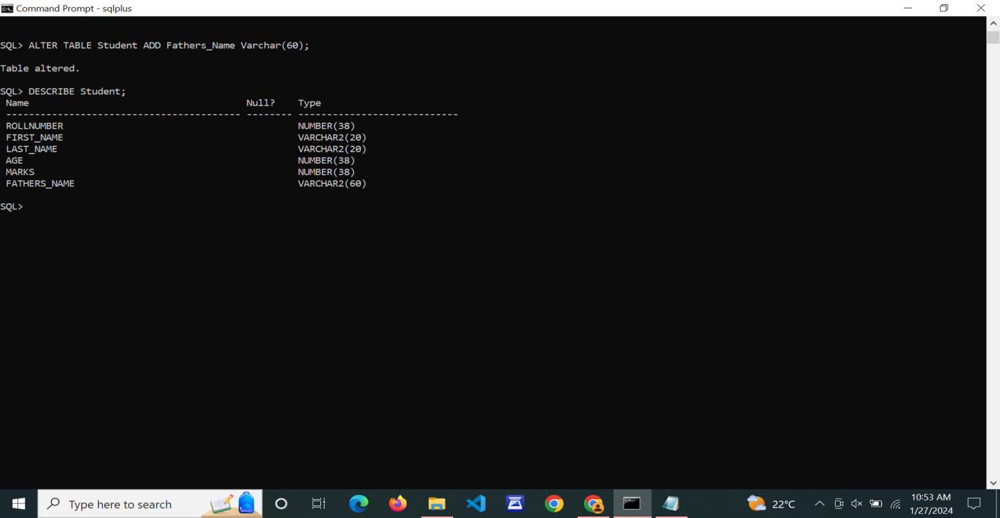 Command Prompt - sqlplus
SQL> ALTER TABLE Student ADD Fathers_Name Varchar(60);
Table altered.
SQL> DESCRIBE Student;
Name Null? Type
----------------------------------------- -------- ----------------------------
ROLLNUMBER NUMBER(38)
FIRST_NAME VARCHAR2(20)
LAST_NAME VARCHAR2(20)
AGE NUMBER(38)
MARKS NUMBER(38)
FATHERS_NAME VARCHAR2(60)
SQL>
Type here to search
22°C
10:53 AM
1/27/2024